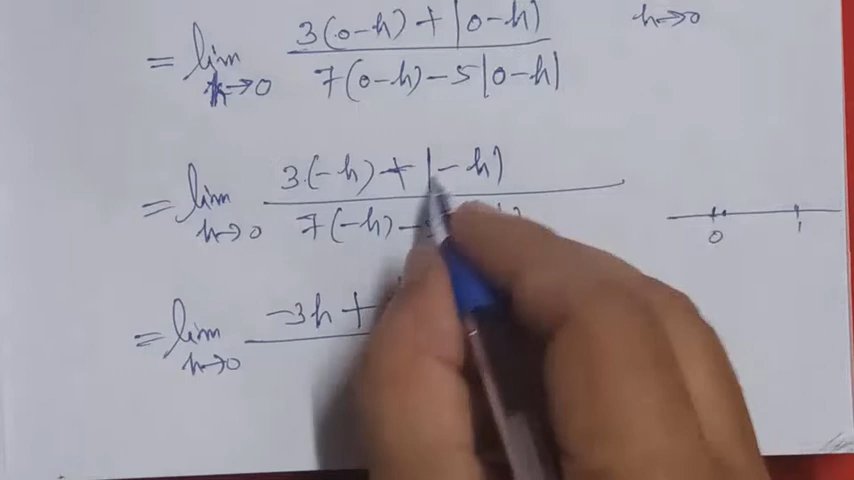 = lim h→0 3(0-h) + |0-h| / 7(0-h) - 5|0-h|
h→0
= lim h→0 3(-h) + |-h| / 7(-h) -
0 1
= lim h→0 -3h +